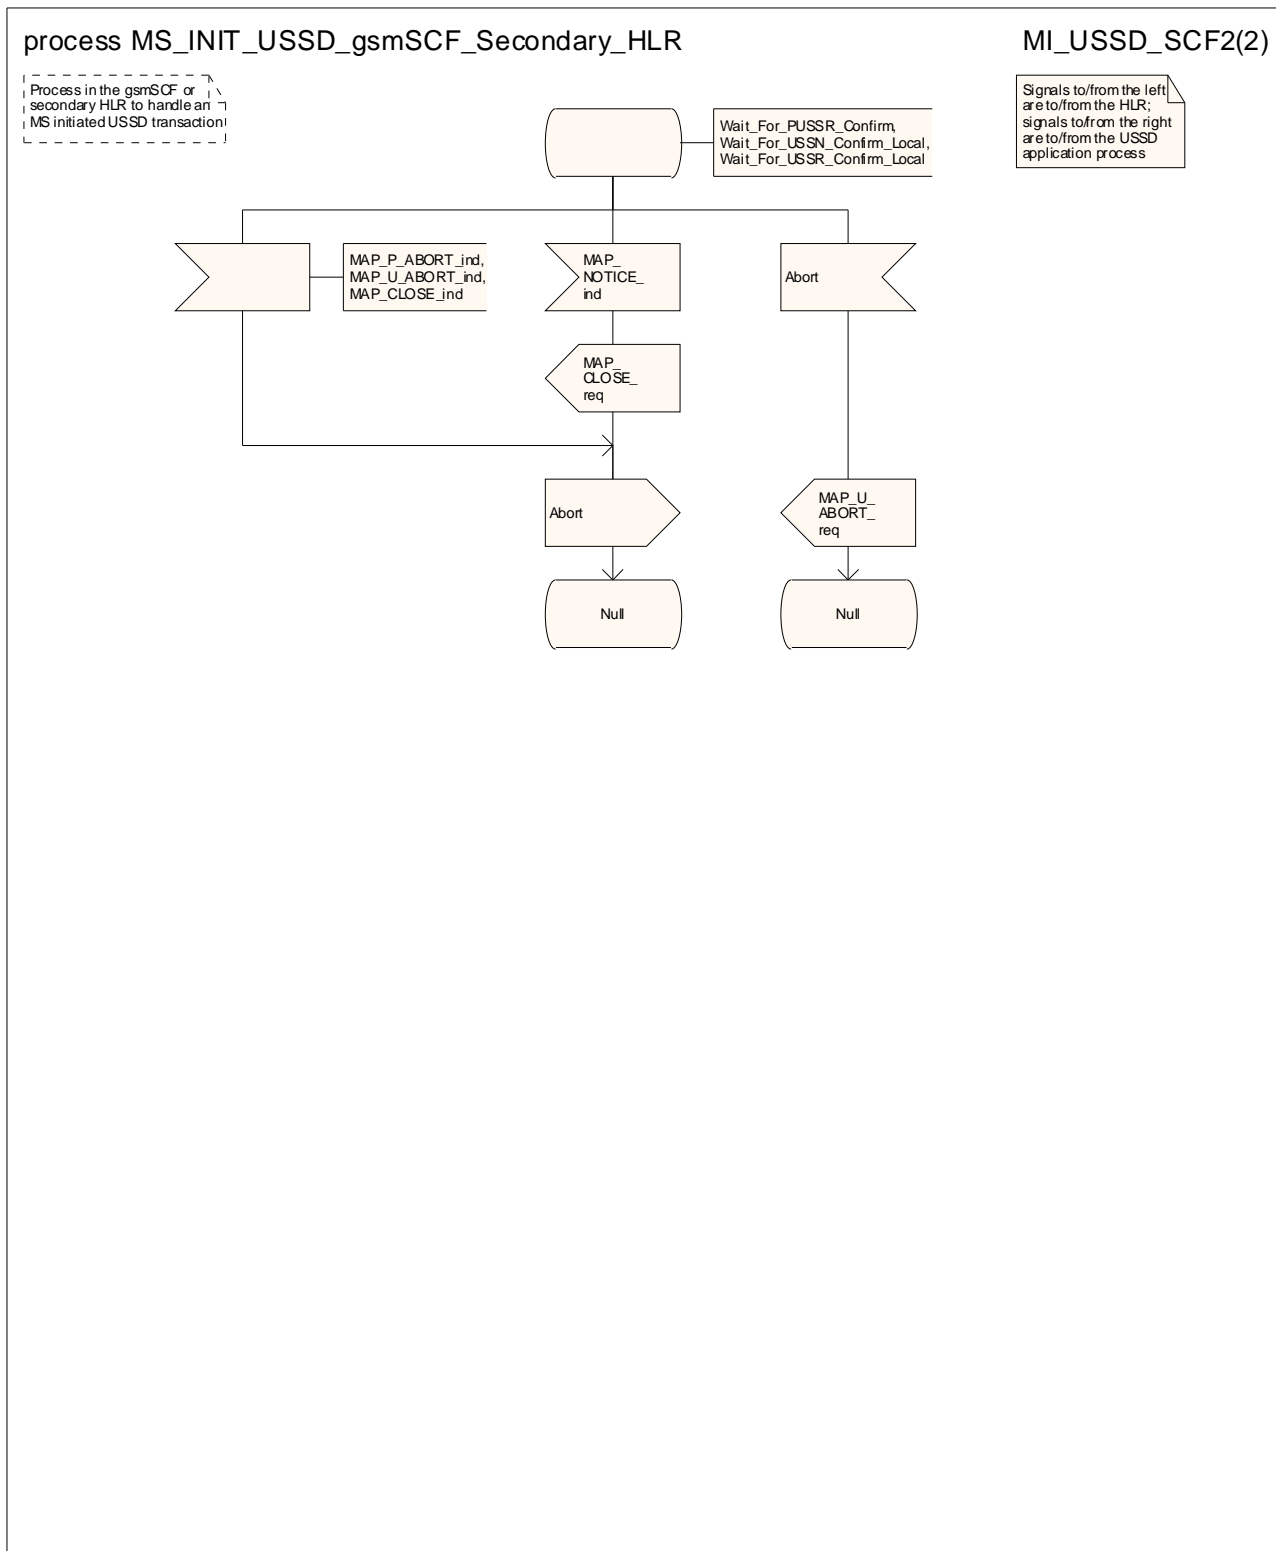 process MS_INIT_USSD_gsmSCF_Secondary_HLR
MI_USSD_SCF2(2)
Process in the gsmSCF or
secondary HLR to handle an
MS initiated USSD transaction
Signals to/from the left
are to/from the HLR;
signals to/from the right
are to/from the USSD
application process
Wait_For_PUSSR_Confirm,
Wait_For_USSN_Confirm_Local,
Wait_For_USSR_Confirm_Local
MAP_P_ABORT_ind,
MAP_U_ABORT_ind,
MAP_CLOSE_ind
MAP_
NOTICE_
ind
Abort
MAP_
CLOSE_
req
Abort
MAP_U_
ABORT_
req
Null
Null